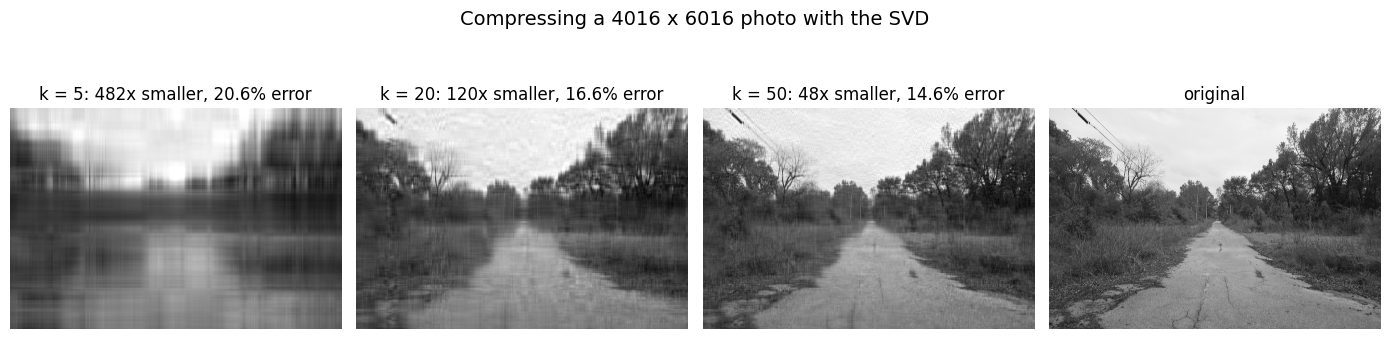 Compressing a 4016 x 6016 photo with the SVD
k = 5: 482x smaller, 20.6% error
k = 20: 120x smaller, 16.6% error
k = 50: 48x smaller, 14.6% error
original